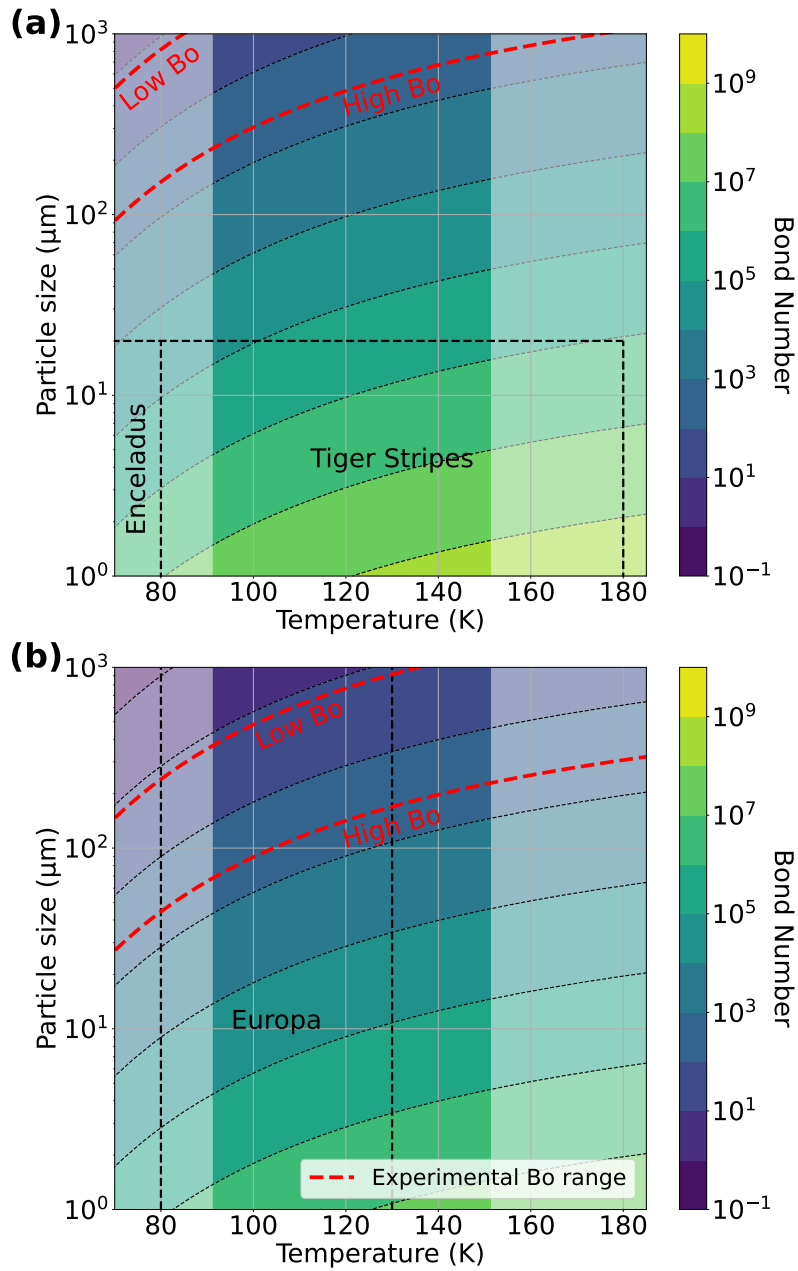 (a)
10³
10²
10¹
10⁰
Particle size (µm)
Low Bo
High Bo
Enceladus
Tiger Stripes
80
100
120
140
160
180
Temperature (K)
10⁹
10⁷
10⁵
10³
10¹
10⁻¹
Bond Number
(b)
10³
10²
10¹
10⁰
Particle size (µm)
Low Bo
High Bo
Europa
Experimental Bo range
80
100
120
140
160
180
Temperature (K)
10⁹
10⁷
10⁵
10³
10¹
10⁻¹
Bond Number